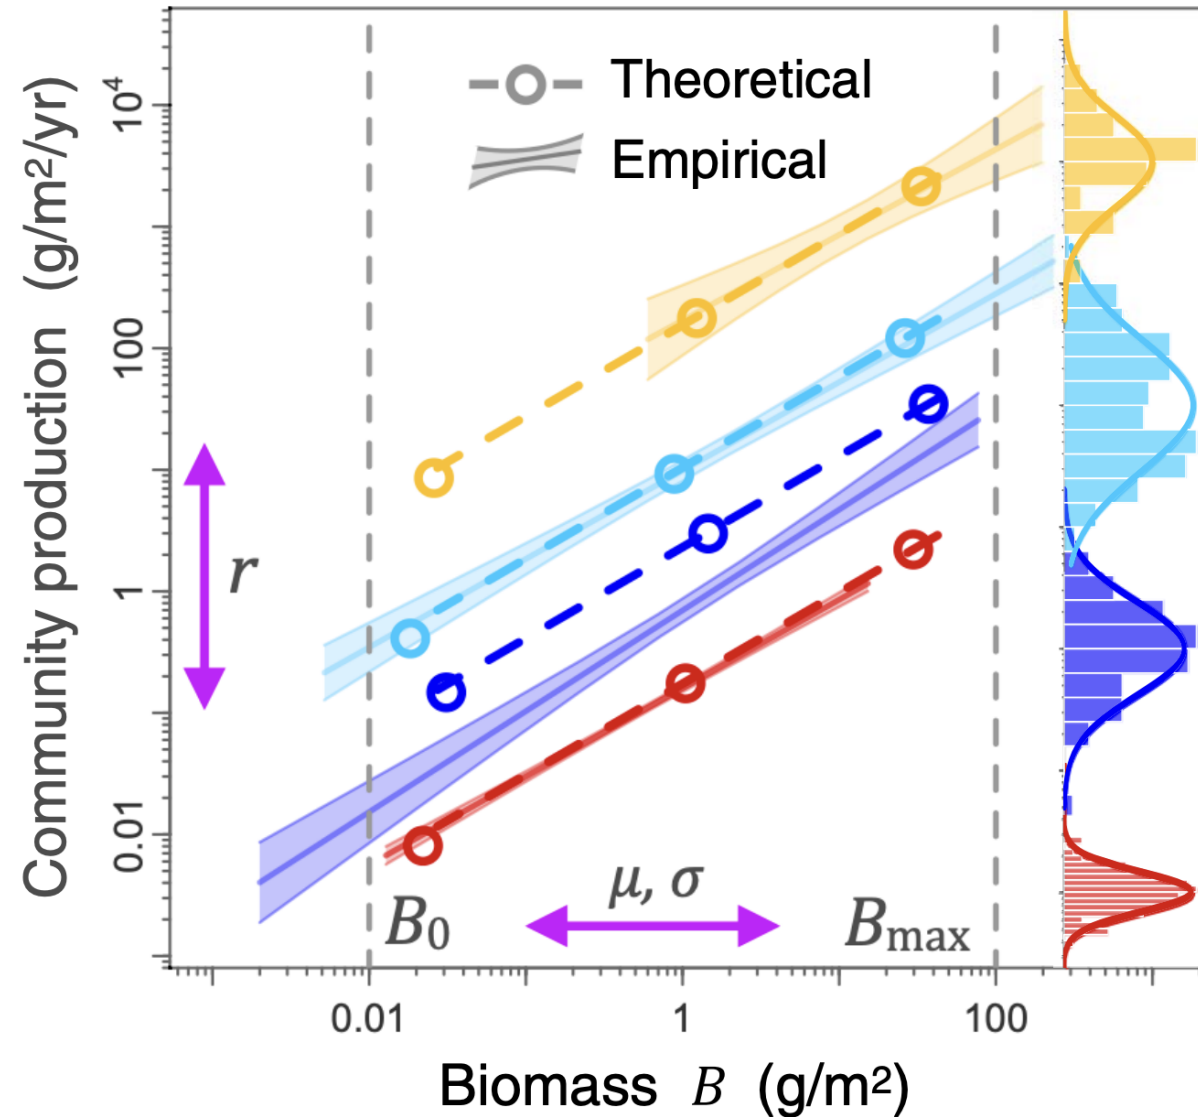 Community production (g/m²/yr)
10⁴
100
1
0.01
Theoretical
Empirical
r
μ, σ
B₀
Bmax
0.01
1
100
Biomass B (g/m²)